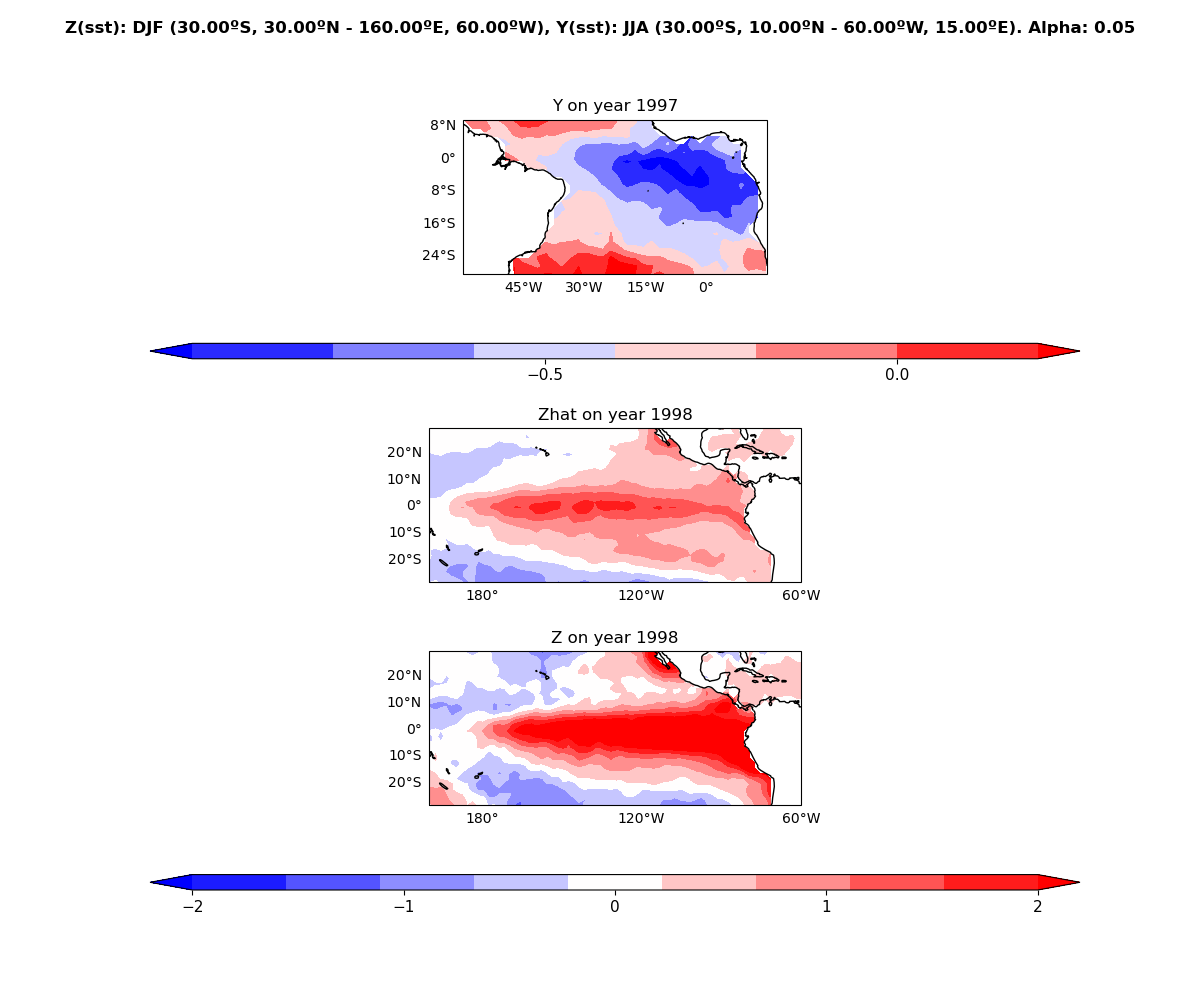 Z(sst): DJF (30.00ºS, 30.00ºN - 160.00ºE, 60.00ºW), Y(sst): JJA (30.00ºS, 10.00ºN - 60.00ºW, 15.00ºE). Alpha: 0.05
Y on year 1997
8°N
0°
8°S
16°S
24°S
45°W 30°W 15°W 0°
−0.5 0.0
Zhat on year 1998
20°N
10°N
0°
10°S
20°S
180° 120°W 60°W
Z on year 1998
20°N
10°N
0°
10°S
20°S
180° 120°W 60°W
−2 −1 0 1 2